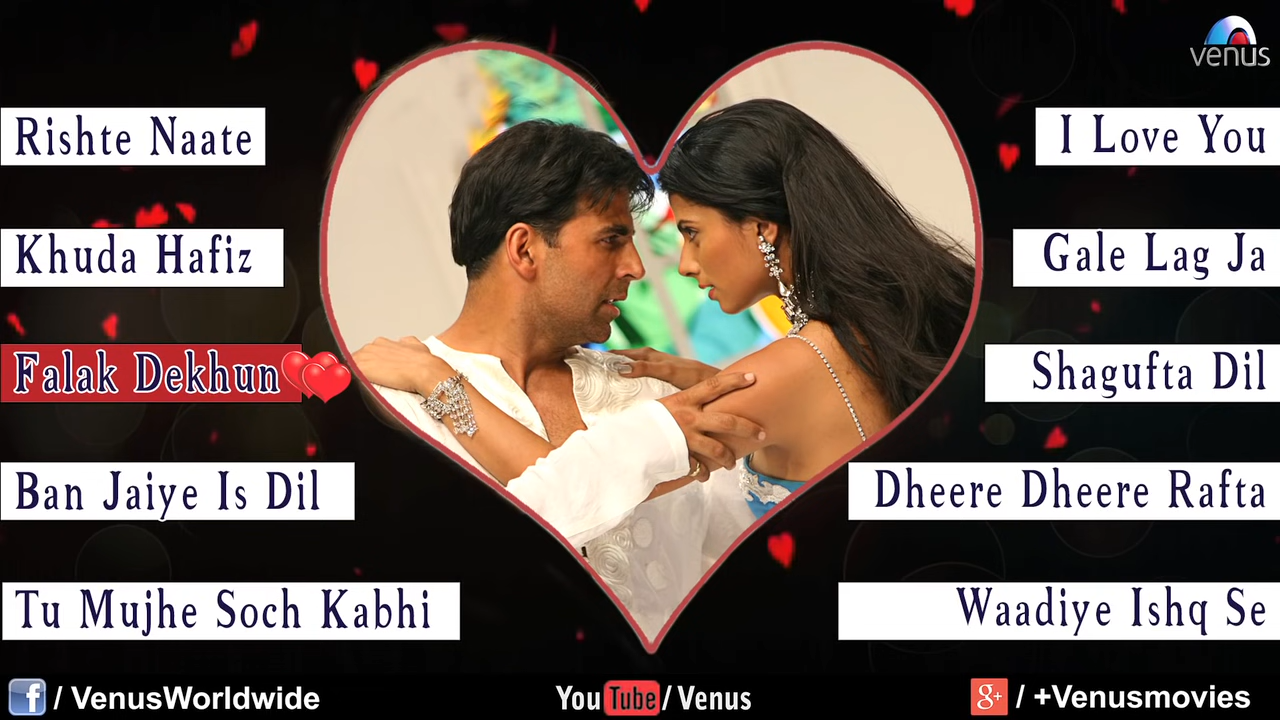 venus
Rishte Naate
I Love You
Khuda Hafiz
Gale Lag Ja
Falak Dekhun
Shagufta Dil
Ban Jaiye Is Dil
Dheere Dheere Rafta
Tu Mujhe Soch Kabhi
Waadiye Ishq Se
f / VenusWorldwide
YouTube / Venus
g+ / +Venusmovies